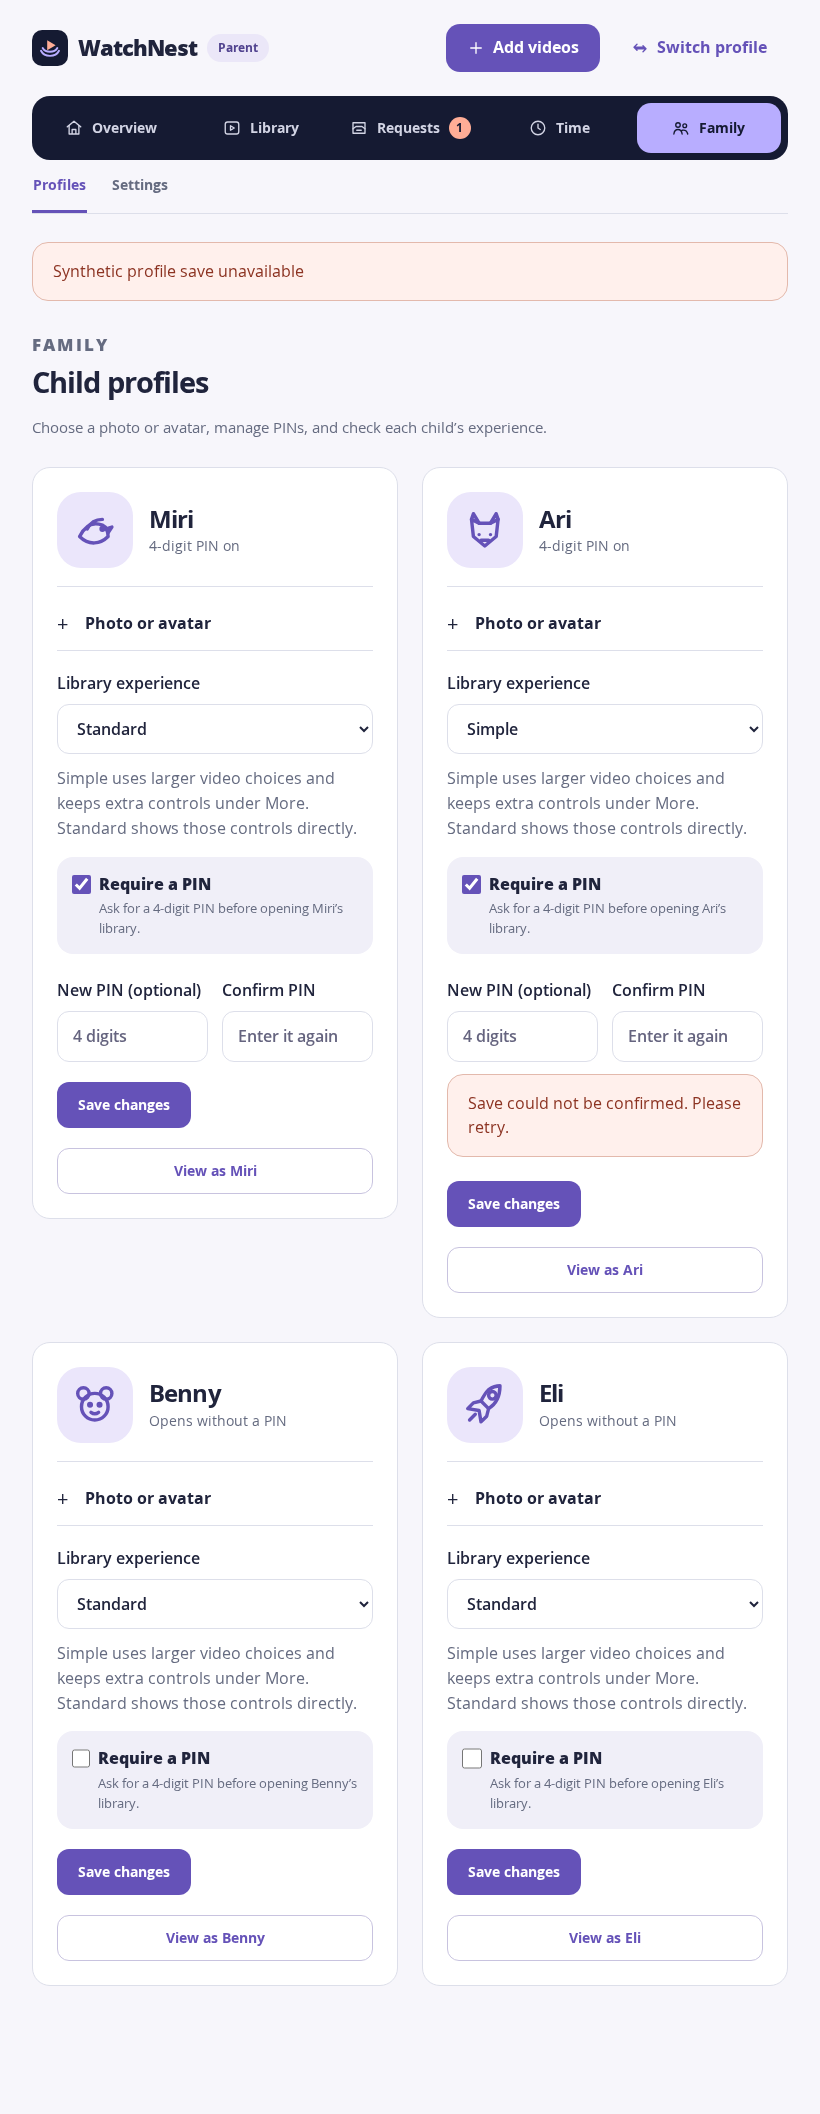 WatchNest Parent
Add videos
Switch profile
Overview
Library
Requests 1
Time
Family
Profiles
Settings
Synthetic profile save unavailable
FAMILY
Child profiles
Choose a photo or avatar, manage PINs, and check each child’s experience.
Miri
4-digit PIN on
+ Photo or avatar
Library experience
Standard
Simple uses larger video choices and
keeps extra controls under More.
Standard shows those controls directly.
Require a PIN
Ask for a 4-digit PIN before opening Miri’s
library.
New PIN (optional)
Confirm PIN
4 digits
Enter it again
Save changes
View as Miri
Ari
4-digit PIN on
+ Photo or avatar
Library experience
Simple
Simple uses larger video choices and
keeps extra controls under More.
Standard shows those controls directly.
Require a PIN
Ask for a 4-digit PIN before opening Ari’s
library.
New PIN (optional)
Confirm PIN
4 digits
Enter it again
Save could not be confirmed. Please
retry.
Save changes
View as Ari
Benny
Opens without a PIN
+ Photo or avatar
Library experience
Standard
Simple uses larger video choices and
keeps extra controls under More.
Standard shows those controls directly.
Require a PIN
Ask for a 4-digit PIN before opening Benny’s
library.
Save changes
View as Benny
Eli
Opens without a PIN
+ Photo or avatar
Library experience
Standard
Simple uses larger video choices and
keeps extra controls under More.
Standard shows those controls directly.
Require a PIN
Ask for a 4-digit PIN before opening Eli’s
library.
Save changes
View as Eli